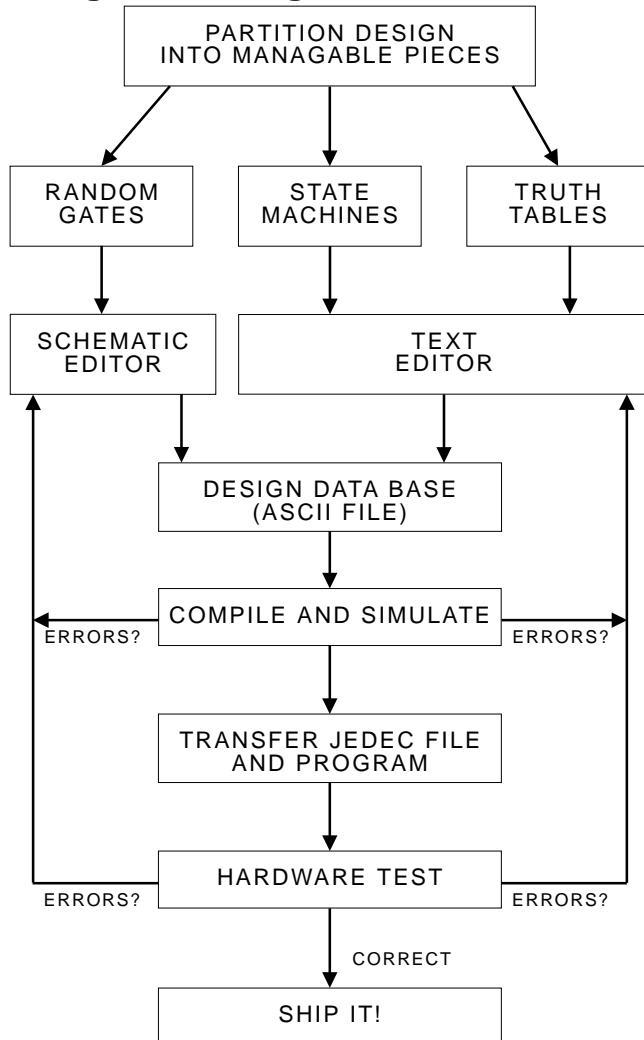 PARTITION DESIGN
INTO MANAGABLE PIECES
RANDOM
GATES
STATE
MACHINES
TRUTH
TABLES
SCHEMATIC
EDITOR
TEXT
EDITOR
DESIGN DATA BASE
(ASCII FILE)
COMPILE AND SIMULATE
ERRORS?
ERRORS?
TRANSFER JEDEC FILE
AND PROGRAM
HARDWARE TEST
ERRORS?
ERRORS?
CORRECT
SHIP IT!